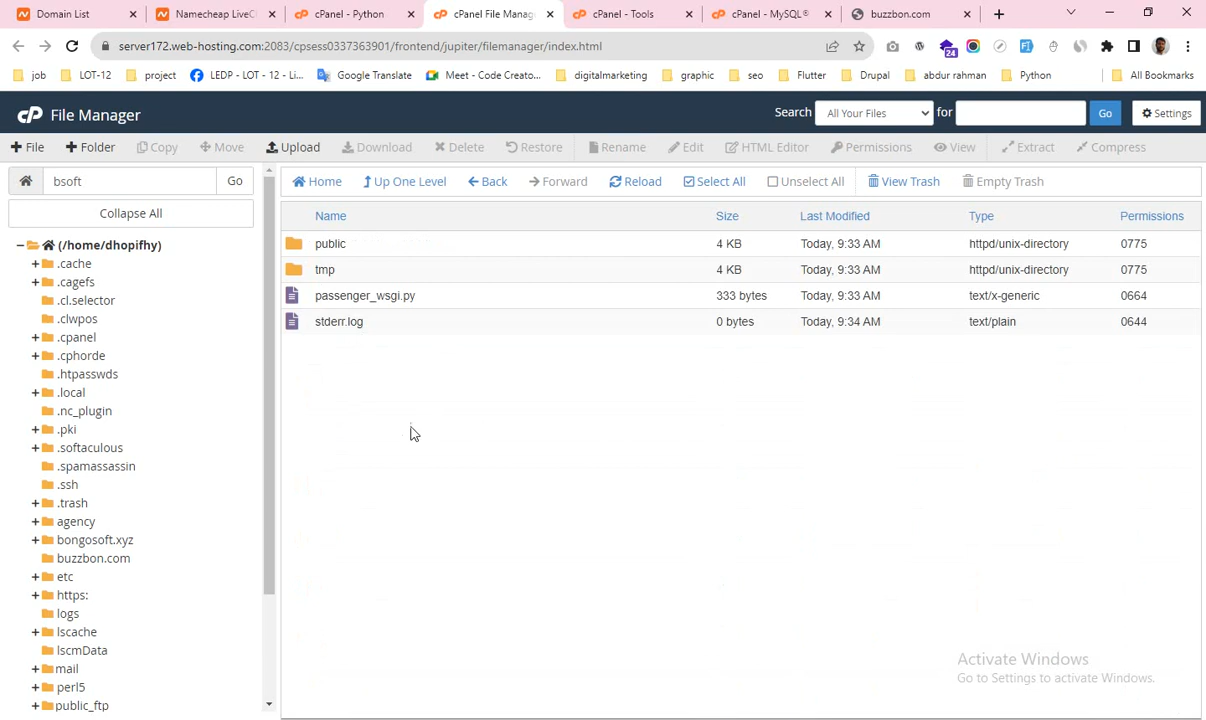 Domain List
Namecheap LiveC
cPanel - Python
cPanel File Manag
cPanel - Tools
cPanel - MySQL®
buzzbon.com
server172.web-hosting.com:2083/cpsess0337363901/frontend/jupiter/filemanager/index.html
24
job
LOT-12
project
LEDP - LOT - 12 - Li...
Google Translate
Meet - Code Creato...
digitalmarketing
graphic
seo
Flutter
Drupal
abdur rahman
Python
All Bookmarks
cP File Manager
Search
All Your Files
for
Go
Settings
File
Folder
Copy
Move
Upload
Download
Delete
Restore
Rename
Edit
HTML Editor
Permissions
View
Extract
Compress
bsoft
Go
Home
Up One Level
Back
Forward
Reload
Select All
Unselect All
View Trash
Empty Trash
Collapse All
(/home/dhopifhy)
.cache
.cagefs
.cl.selector
.clwpos
.cpanel
.cphorde
.htpasswds
.local
.nc_plugin
.pki
.softaculous
.spamassassin
.ssh
.trash
agency
bongosoft.xyz
buzzbon.com
etc
https:
logs
lscache
lscmData
mail
perl5
public_ftp
Name Size Last Modified Type Permissions
public 4 KB Today, 9:33 AM httpd/unix-directory 0775
tmp 4 KB Today, 9:33 AM httpd/unix-directory 0775
passenger_wsgi.py 333 bytes Today, 9:33 AM text/x-generic 0664
stderr.log 0 bytes Today, 9:34 AM text/plain 0644
Activate Windows
Go to Settings to activate Windows.